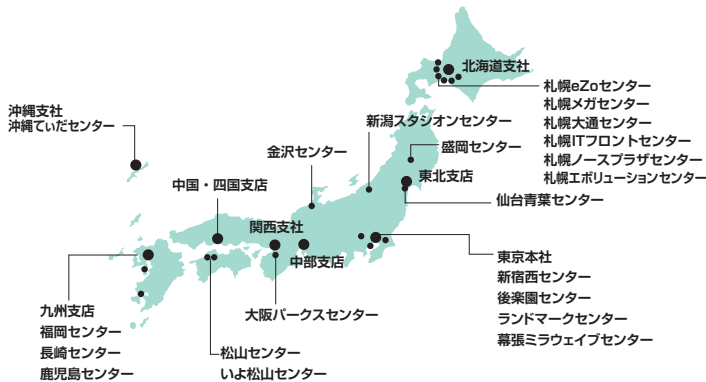 北海道支社
札幌eZoセンター
札幌メガセンター
札幌大通センター
札幌ITフロントセンター
札幌ノースプラザセンター
札幌エボリューションセンター
沖縄支社
沖縄てぃだセンター
新潟スタシオンセンター
盛岡センター
金沢センター
東北支店
仙台青葉センター
中国・四国支店
関西支社
中部支店
東京本社
新宿西センター
後楽園センター
ランドマークセンター
幕張ミラウェイブセンター
大阪パークスセンター
九州支店
福岡センター
長崎センター
鹿児島センター
松山センター
いよ松山センター